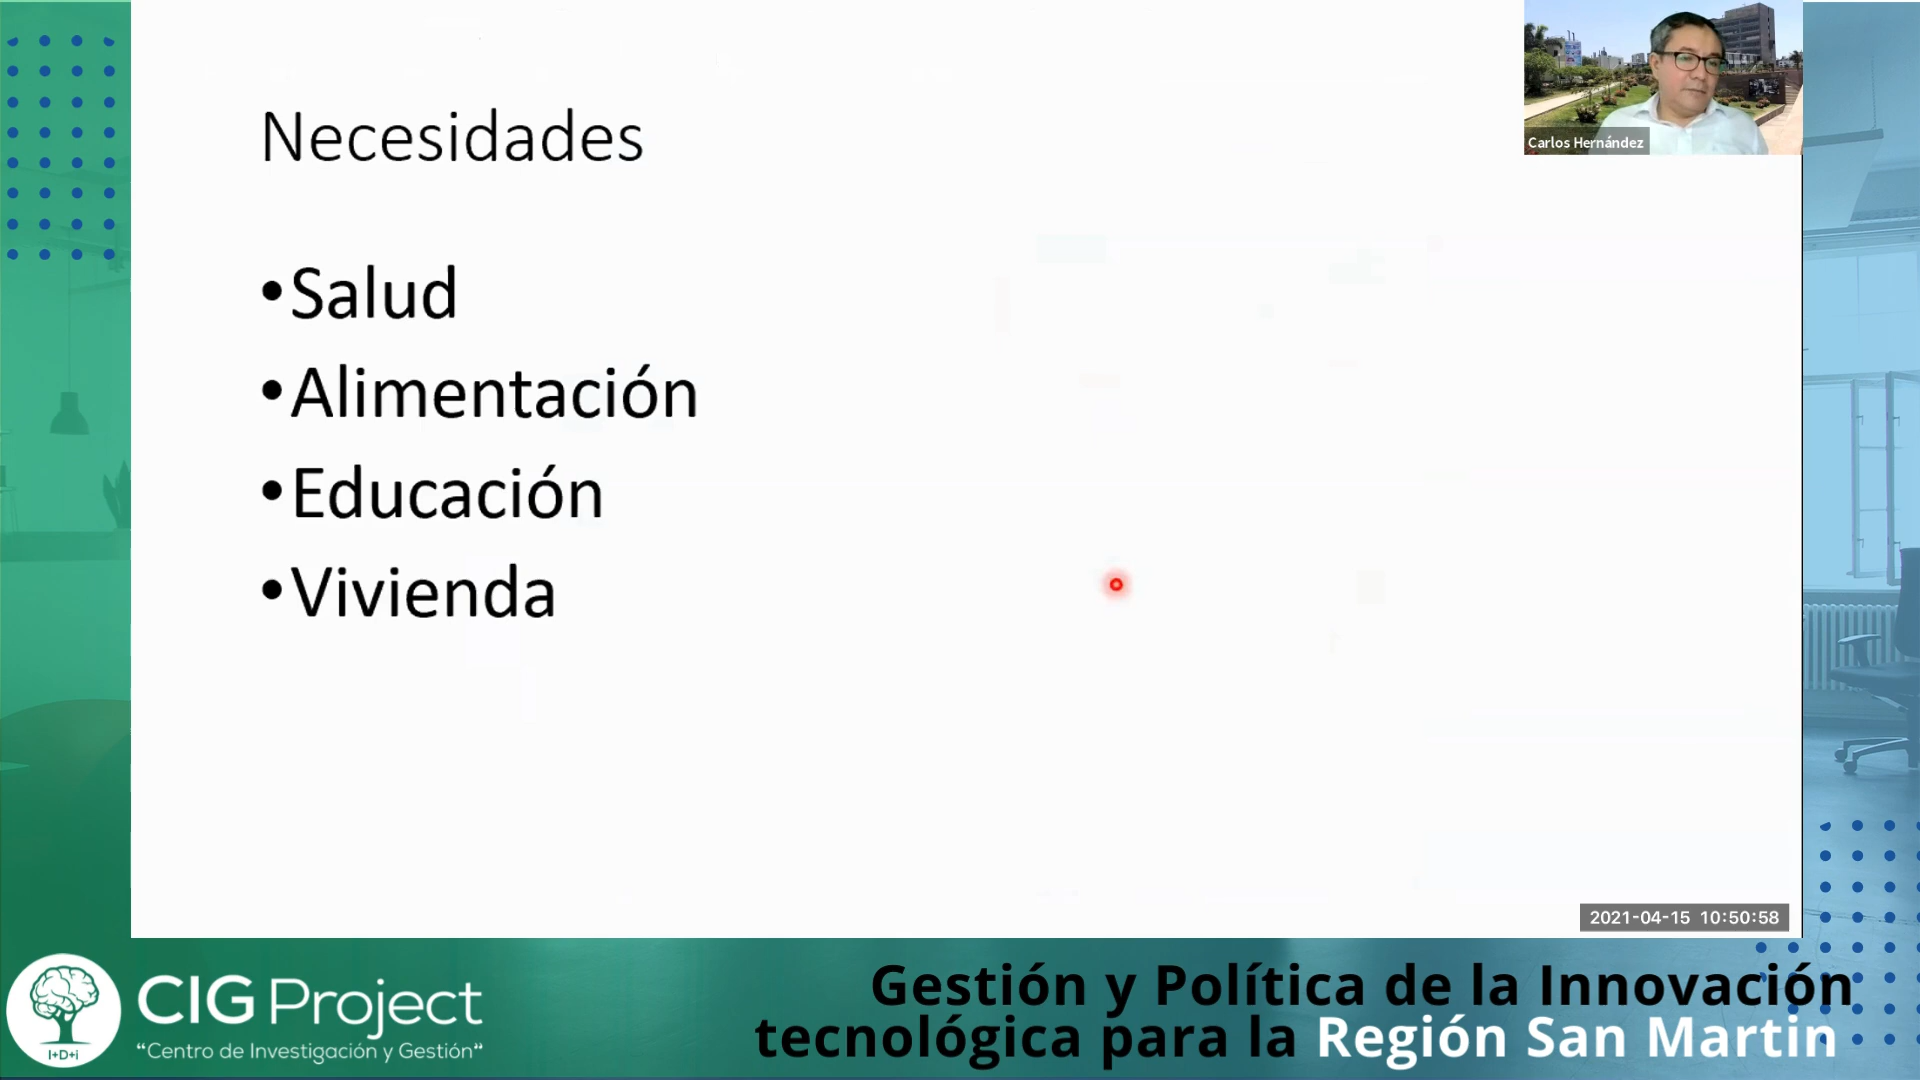 Carlos Hernández
Necesidades
•Salud
•Alimentación
•Educación
•Vivienda
2021-04-15 10:50:58
I+D+i
CIG Project
“Centro de Investigación y Gestión“
Gestión y Política de la Innovación
tecnológica para la Región San Martin